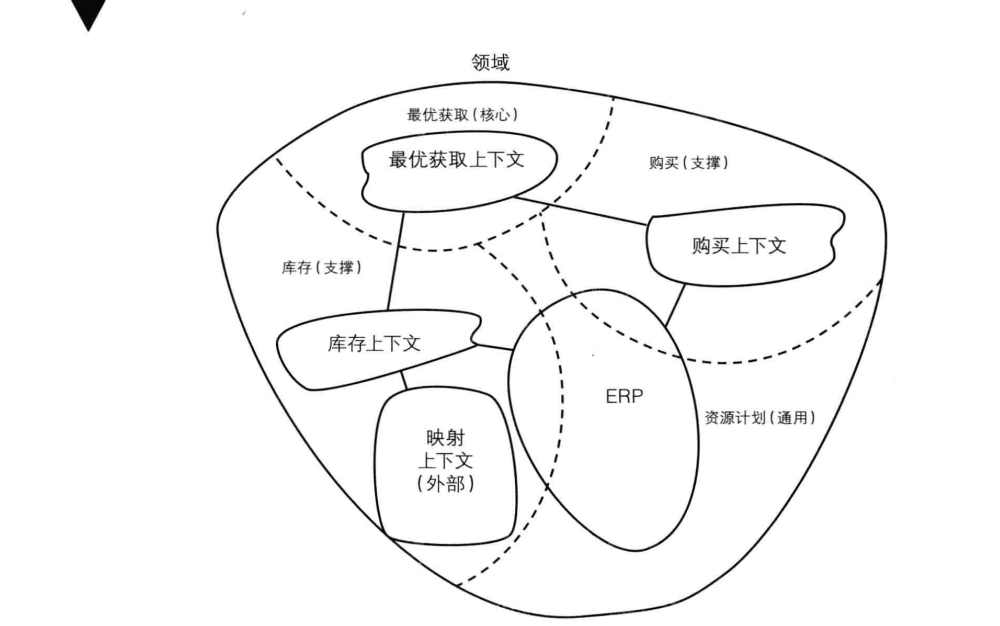 领域
最优获取(核心)
最优获取上下文
购买(支撑)
购买上下文
库存(支撑)
库存上下文
ERP
资源计划(通用)
映射
上下文
(外部)